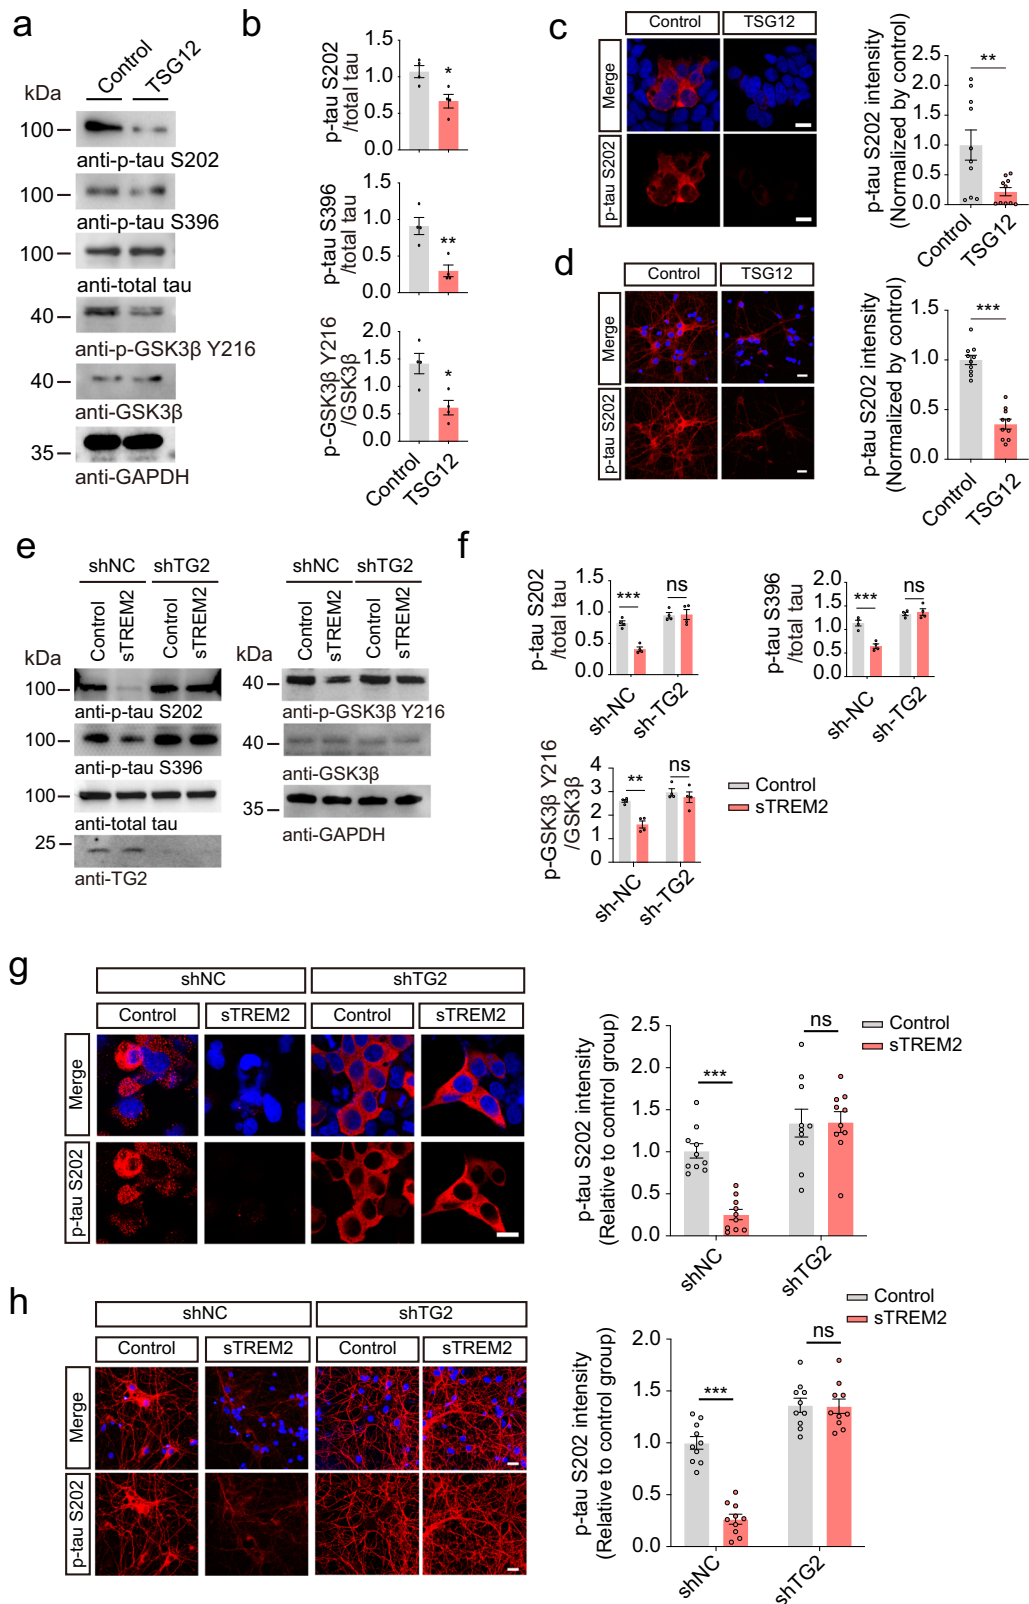 a
Control
TSG12
kDa
100
anti-p-tau S202
100
anti-p-tau S396
100
anti-total tau
40
anti-p-GSK3β Y216
40
anti-GSK3β
35
anti-GAPDH
b
p-tau S202
/total tau
1.5
1.0
0.5
0.0
*
p-tau S396
/total tau
1.5
1.0
0.5
0.0
**
p-GSK3β Y216
/GSK3β
2.0
1.5
1.0
0.5
0.0
*
Control
TSG12
c
Control
TSG12
Merge
p-tau S202
p-tau S202 intensity
(Normalized by control)
2.5
2.0
1.5
1.0
0.5
0.0
**
Control
TSG12
d
Control
TSG12
Merge
p-tau S202
p-tau S202 intensity
(Normalized by control)
1.5
1.0
0.5
0.0
***
Control
TSG12
e
shNC
shTG2
Control
sTREM2
Control
sTREM2
kDa
100
anti-p-tau S202
100
anti-p-tau S396
100
anti-total tau
25
anti-TG2
shNC
shTG2
Control
sTREM2
Control
sTREM2
kDa
40
anti-p-GSK3β Y216
40
anti-GSK3β
35
anti-GAPDH
f
p-tau S202
/total tau
1.5
1.0
0.5
0.0
***
ns
sh-NC
sh-TG2
p-tau S396
/total tau
2.0
1.5
1.0
0.5
0.0
***
ns
sh-NC
sh-TG2
p-GSK3β Y216
/GSK3β
4
3
2
1
0
**
ns
sh-NC
sh-TG2
Control
sTREM2
g
shNC
shTG2
Control
sTREM2
Control
sTREM2
Merge
p-tau S202
p-tau S202 intensity
(Relative to control group)
2.5
2.0
1.5
1.0
0.5
0.0
***
ns
Control
sTREM2
shNC
shTG2
h
shNC
shTG2
Control
sTREM2
Control
sTREM2
Merge
p-tau S202
p-tau S202 intensity
(Relative to control group)
2.0
1.5
1.0
0.50
0.0
***
ns
Control
sTREM2
shNC
shTG2